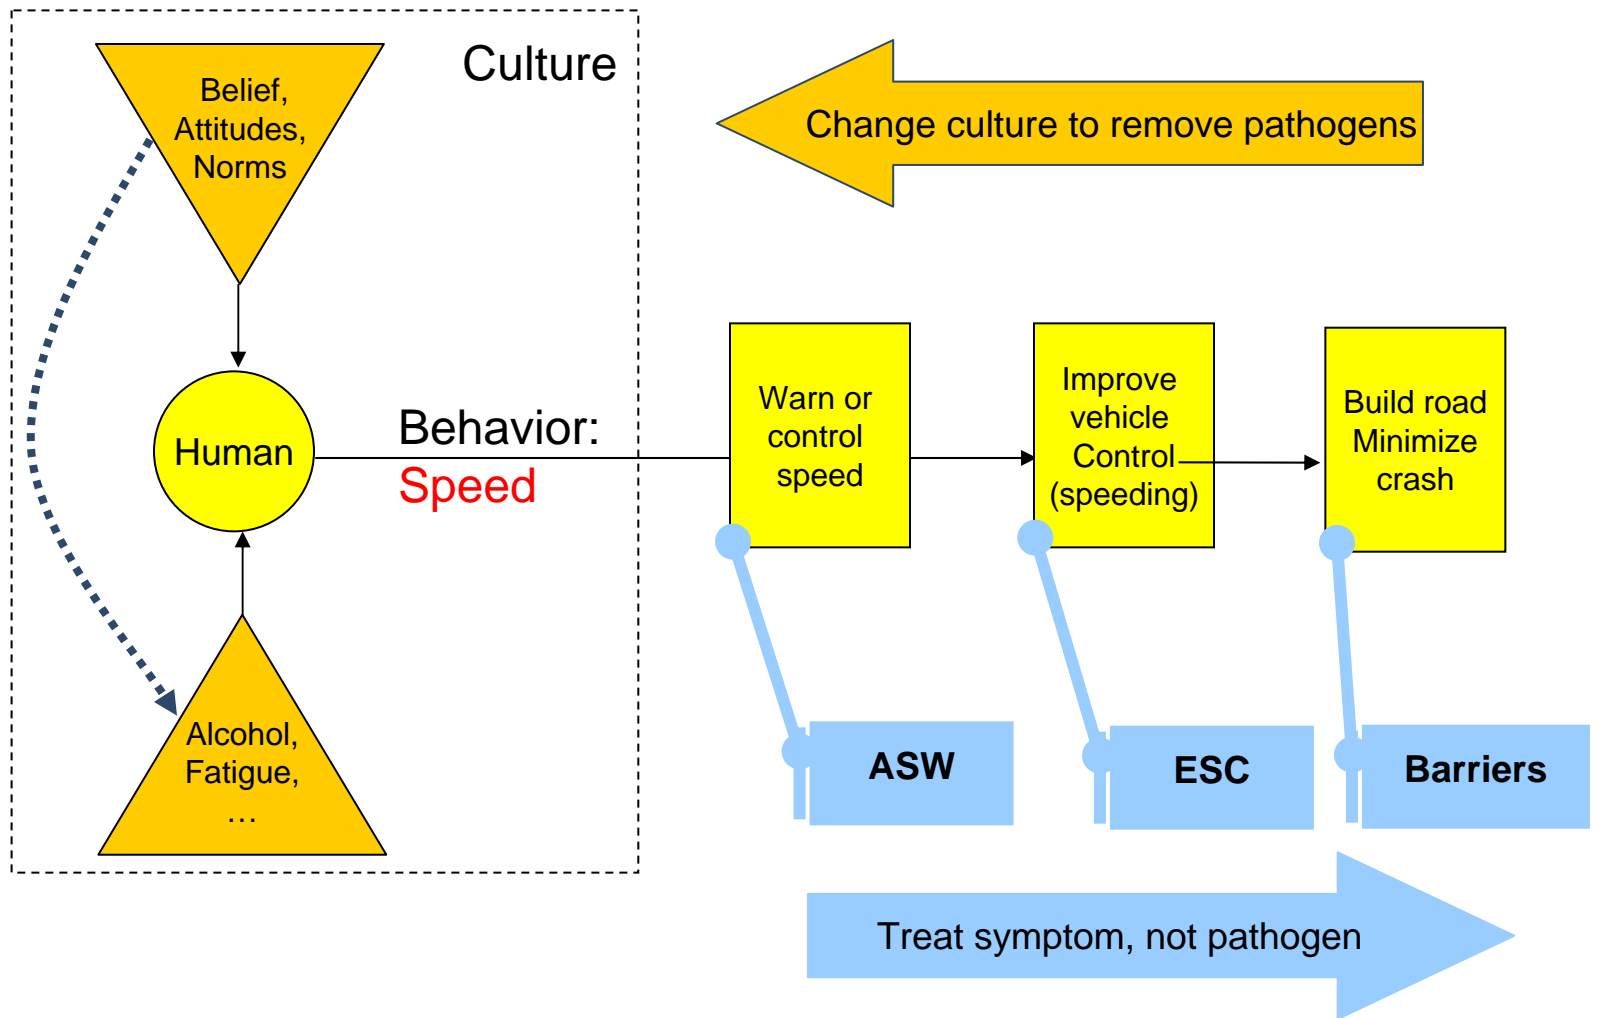 Culture
Belief,
Attitudes,
Norms
Change culture to remove pathogens
Human
Behavior:
Speed
Warn or
control
speed
Improve
vehicle
Control
(speeding)
Build road
Minimize
crash
Alcohol,
Fatigue,
…
ASW
ESC
Barriers
Treat symptom, not pathogen